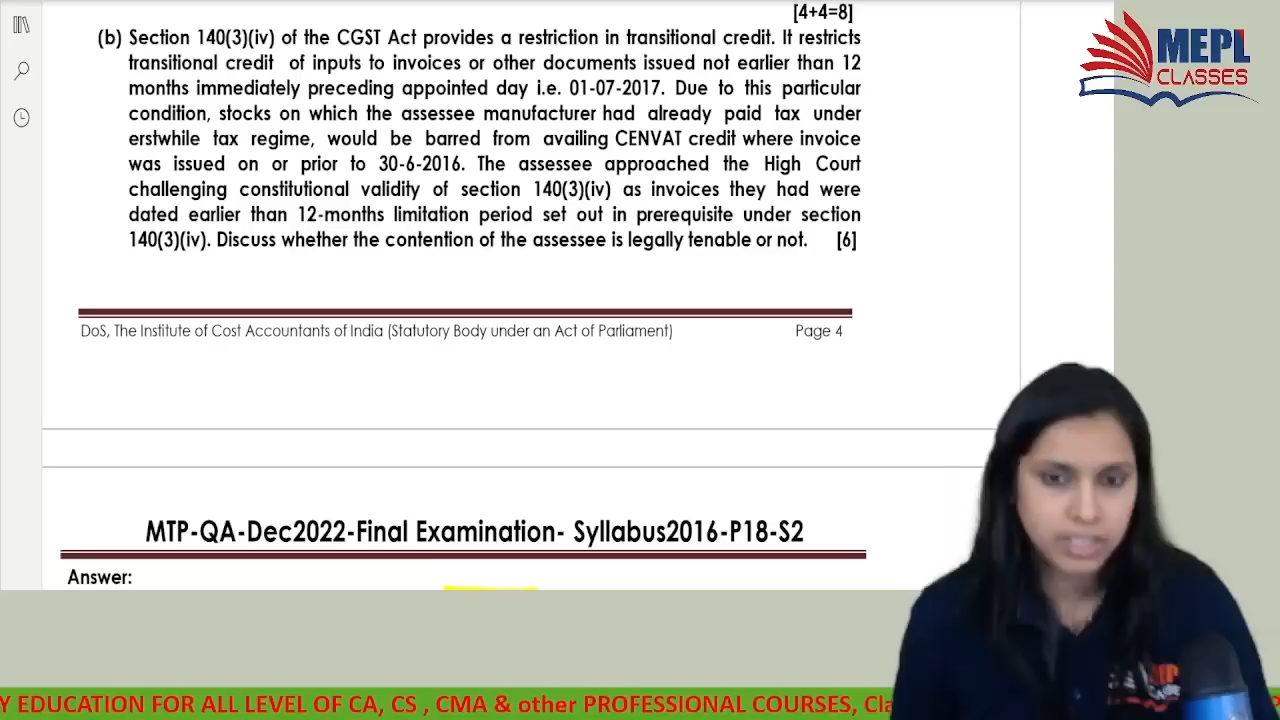 [4+4=8]
(b) Section 140(3)(iv) of the CGST Act provides a restriction in transitional credit. It restricts
transitional credit of inputs to invoices or other documents issued not earlier than 12
months immediately preceding appointed day i.e. 01-07-2017. Due to this particular
condition, stocks on which the assessee manufacturer had already paid tax under
erstwhile tax regime, would be barred from availing CENVAT credit where invoice
was issued on or prior to 30-6-2016. The assessee approached the High Court
challenging constitutional validity of section 140(3)(iv) as invoices they had were
dated earlier than 12-months limitation period set out in prerequisite under section
140(3)(iv). Discuss whether the contention of the assessee is legally tenable or not. [6]
MEPL
CLASSES
DoS, The Institute of Cost Accountants of India (Statutory Body under an Act of Parliament) Page 4
MTP-QA-Dec2022-Final Examination- Syllabus2016-P18-S2
Answer:
Y EDUCATION FOR ALL LEVEL OF CA, CS , CMA & other PROFESSIONAL COURSES,